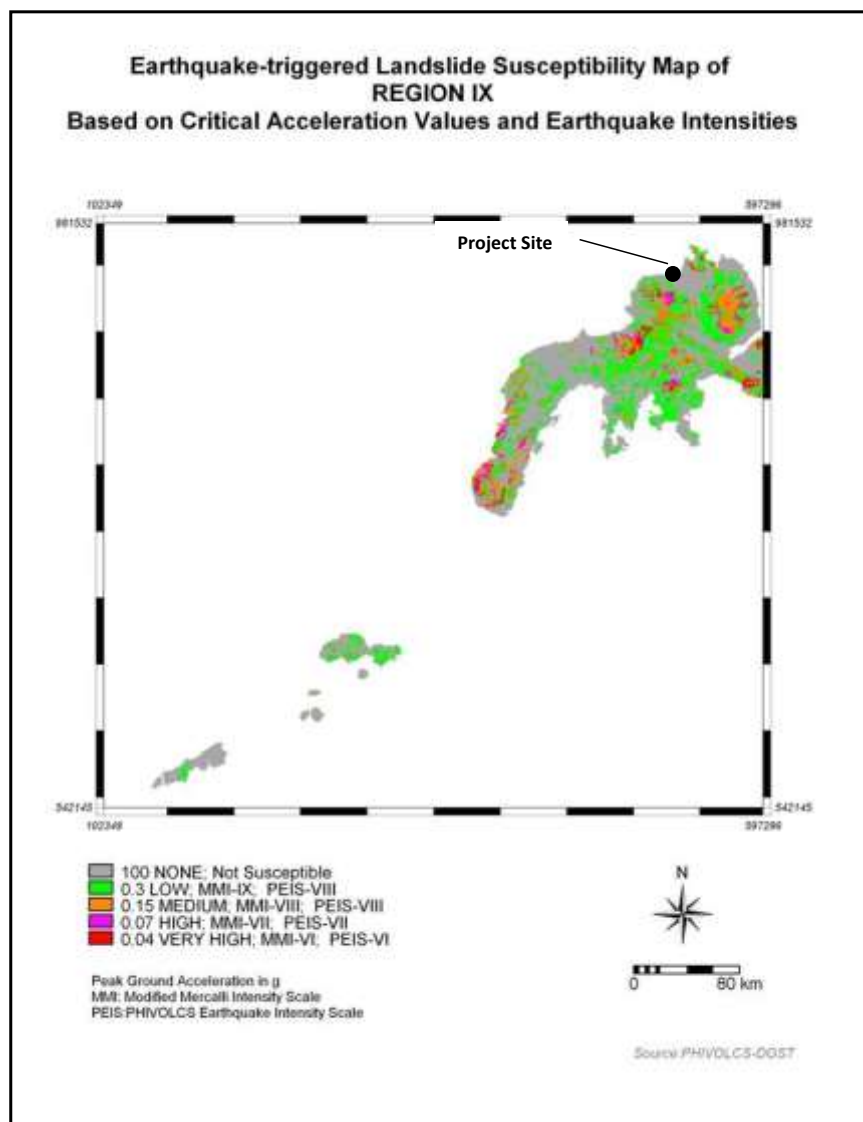 Earthquake-triggered Landslide Susceptibility Map of
REGION IX
Based on Critical Acceleration Values and Earthquake Intensities
102349
597296
981532
981532
Project Site
542145
542145
102349
597296
100 NONE; Not Susceptible
0.3 LOW; MMI-IX; PEIS-VIII
0.15 MEDIUM; MMI-VIII; PEIS-VIII
0.07 HIGH; MMI-VII; PEIS-VII
0.04 VERY HIGH; MMI-VI; PEIS-VI
N
Peak Ground Acceleration in g
MMI: Modified Mercalli Intensity Scale
PEIS:PHIVOLCS Earthquake Intensity Scale
0 80 km
Source:PHIVOLCS-DOST